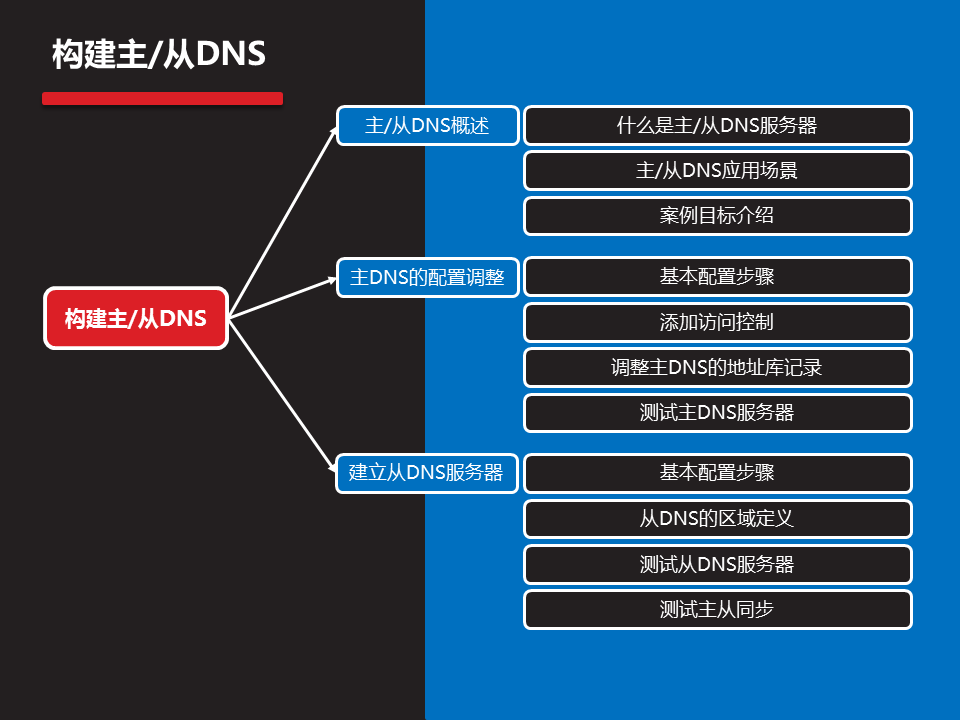 构建主/从DNS
主/从DNS概述
什么是主/从DNS服务器
主/从DNS应用场景
案例目标介绍
构建主/从DNS
主DNS的配置调整
基本配置步骤
添加访问控制
调整主DNS的地址库记录
测试主DNS服务器
建立从DNS服务器
基本配置步骤
从DNS的区域定义
测试从DNS服务器
测试主从同步